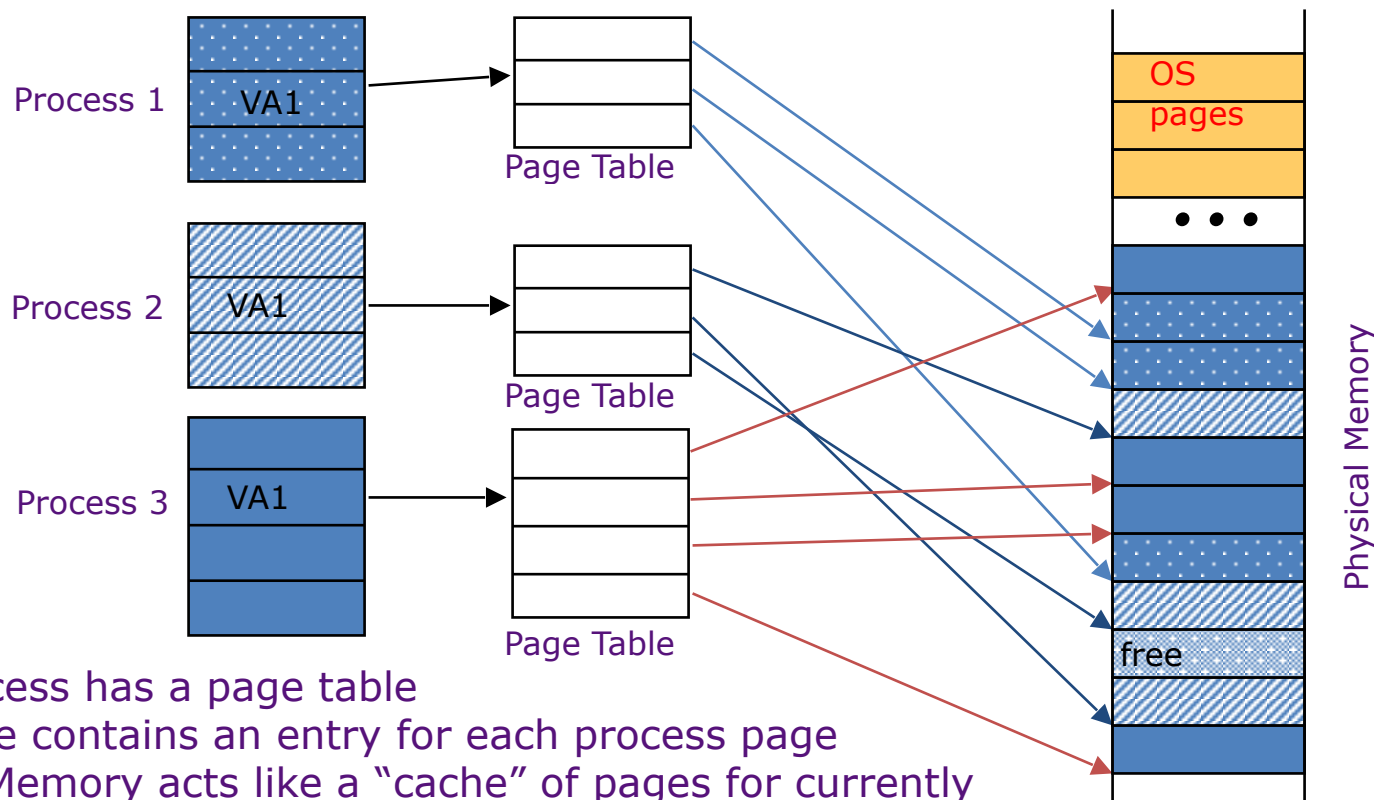 Process 1
VA1
Page Table
Process 2
VA1
Page Table
Process 3
VA1
Page Table
OS
pages
• • •
free
Physical Memory
cess has a page table
e contains an entry for each process page
Memory acts like a “cache” of pages for currently